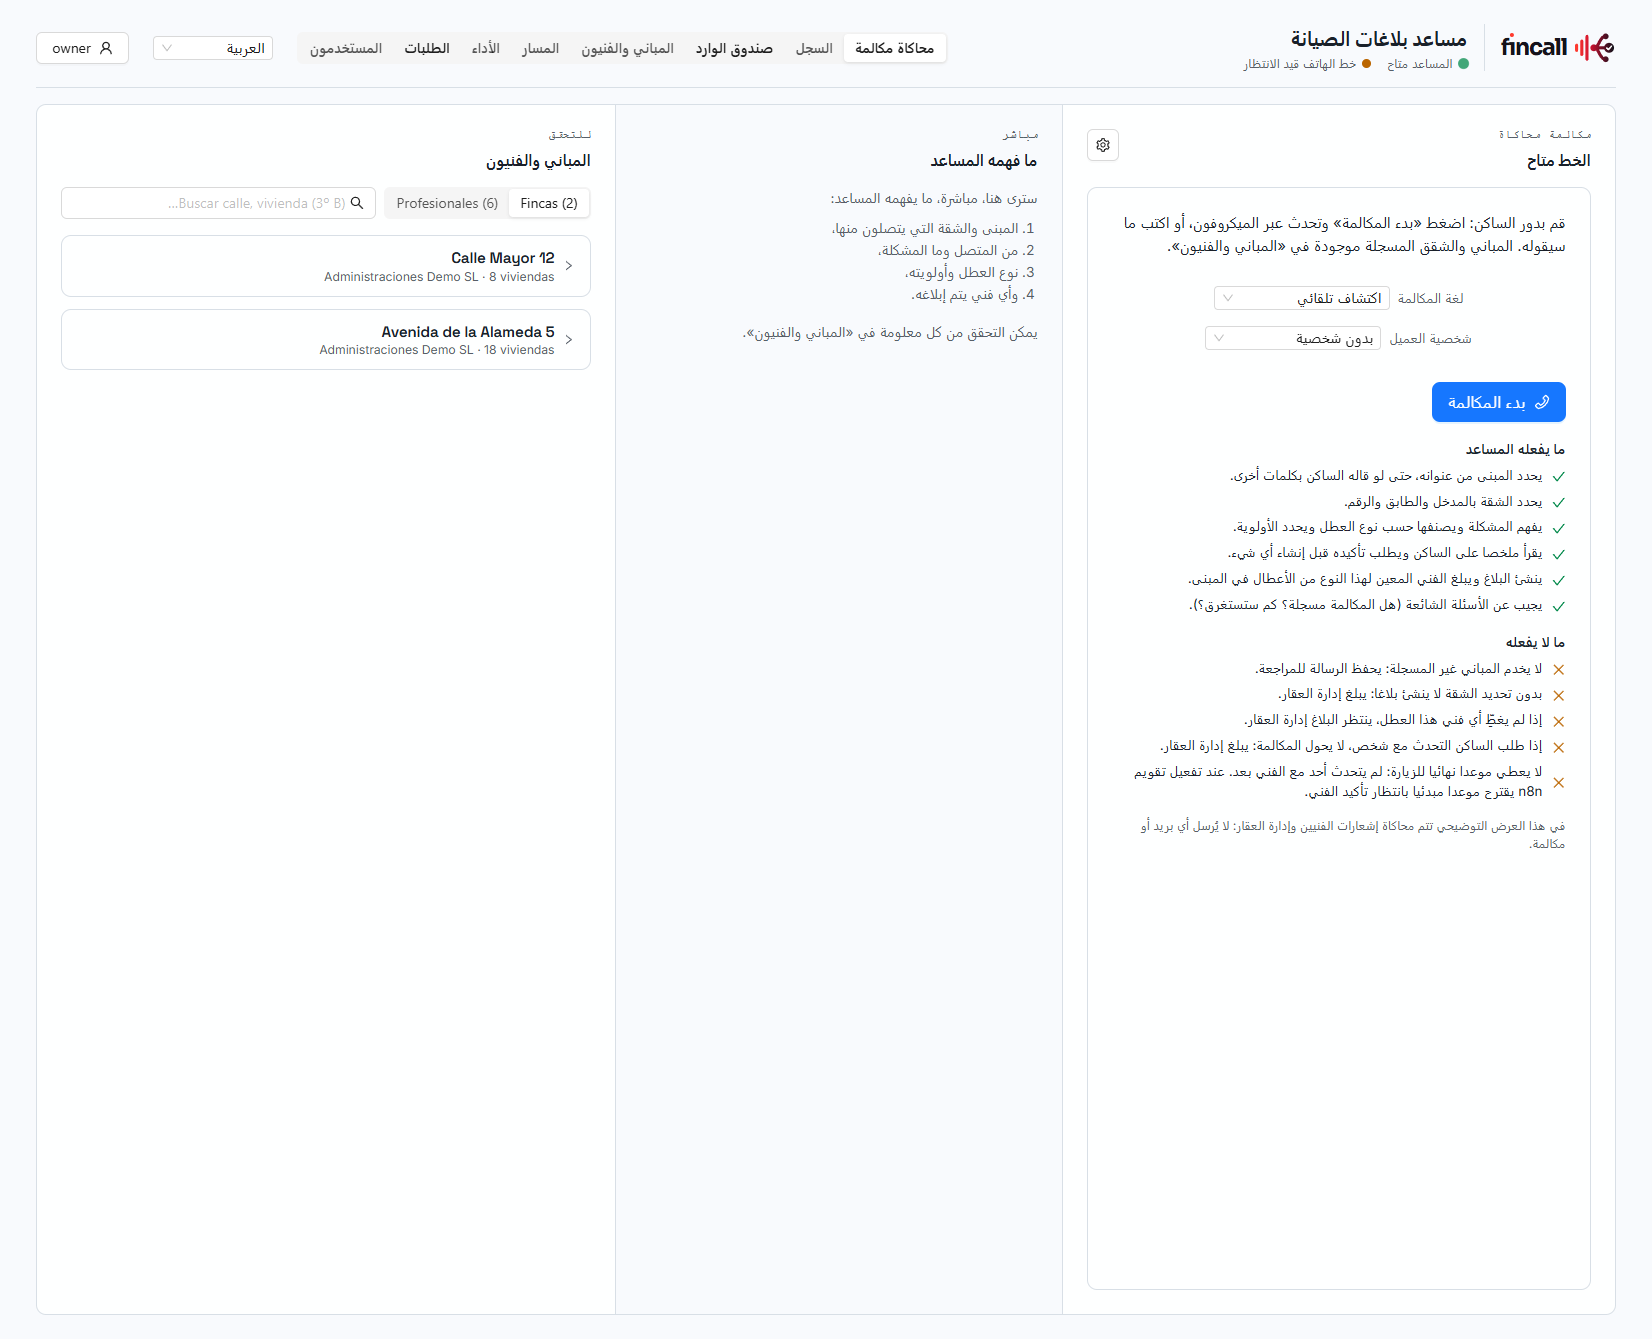 fincall
مساعد بلاغات الصيانة
المساعد متاح
خط الهاتف قيد الانتظار
محاكاة مكالمة
السجل
صندوق الوارد
المباني والفنيون
المسار
الأداء
الطلبات
المستخدمون
العربية
owner
مكالمة محاكاة
الخط متاح
قم بدور الساكن: اضغط «بدء المكالمة» وتحدث عبر الميكروفون، أو اكتب ما
سيقوله. المباني والشقق المسجلة موجودة في «المباني والفنيون».
لغة المكالمة
اكتشاف تلقائي
شخصية العميل
بدون شخصية
بدء المكالمة
ما يفعله المساعد
يحدد المبنى من عنوانه، حتى لو قاله الساكن بكلمات أخرى.
يحدد الشقة بالمدخل والطابق والرقم.
يفهم المشكلة ويصنفها حسب نوع العطل ويحدد الأولوية.
يقرأ ملخصا على الساكن ويطلب تأكيده قبل إنشاء أي شيء.
ينشئ البلاغ ويبلغ الفني المعين لهذا النوع من الأعطال في المبنى.
يجيب عن الأسئلة الشائعة (هل المكالمة مسجلة؟ كم ستستغرق؟).
ما لا يفعله
لا يخدم المباني غير المسجلة: يحفظ الرسالة للمراجعة.
بدون تحديد الشقة لا ينشئ بلاغا: يبلغ إدارة العقار.
إذا لم يغطِّ أي فني هذا العطل، ينتظر البلاغ إدارة العقار.
إذا طلب الساكن التحدث مع شخص، لا يحول المكالمة: يبلغ إدارة العقار.
لا يعطي موعدا نهائيا للزيارة: لم يتحدث أحد مع الفني بعد. عند تفعيل تقويم
n8n يقترح موعدا مبدئيا بانتظار تأكيد الفني.
في هذا العرض التوضيحي تتم محاكاة إشعارات الفنيين وإدارة العقار: لا يُرسل أي بريد أو
مكالمة.
مباشر
ما فهمه المساعد
سترى هنا، مباشرة، ما يفهمه المساعد:
1. المبنى والشقة التي يتصلون منها،
2. من المتصل وما المشكلة،
3. نوع العطل وأولويته،
4. وأي فني يتم إبلاغه.
يمكن التحقق من كل معلومة في «المباني والفنيون».
للتحقق
المباني والفنيون
Fincas (2)
Profesionales (6)
Buscar calle, vivienda (3º B)...
Calle Mayor 12
Administraciones Demo SL · 8 viviendas
Avenida de la Alameda 5
Administraciones Demo SL · 18 viviendas